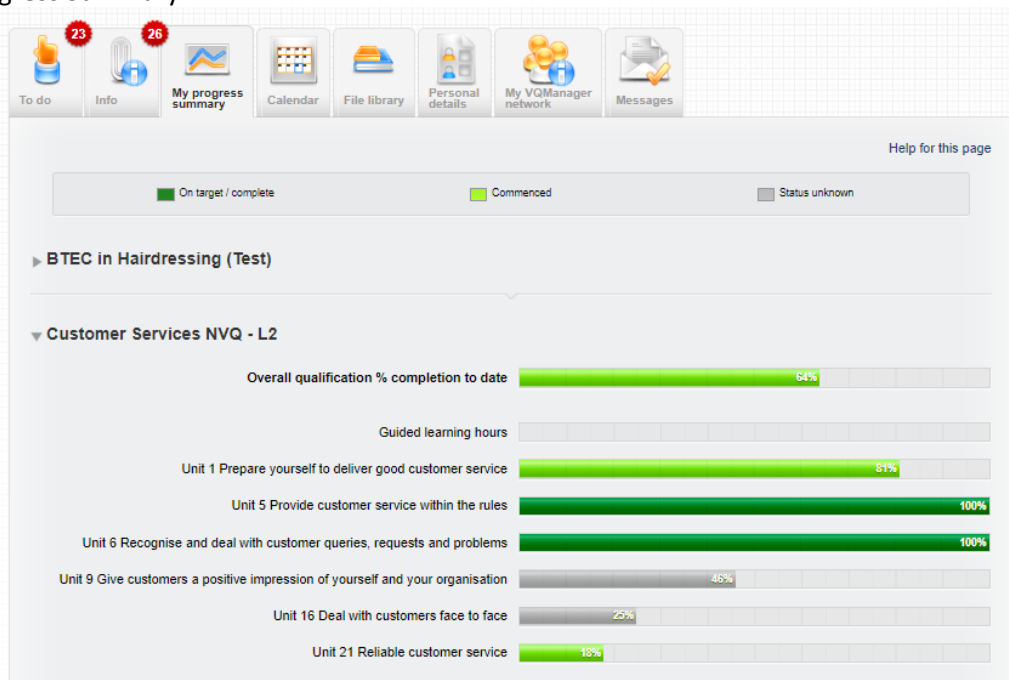 23
26
To do
Info
My progress
summary
Calendar
File library
Personal
details
My VQManager
network
Messages
Help for this page
On target / complete
Commenced
Status unknown
BTEC in Hairdressing (Test)
Customer Services NVQ - L2
Overall qualification % completion to date 64%
Guided learning hours
Unit 1 Prepare yourself to deliver good customer service 81%
Unit 5 Provide customer service within the rules 100%
Unit 6 Recognise and deal with customer queries, requests and problems 100%
Unit 9 Give customers a positive impression of yourself and your organisation 46%
Unit 16 Deal with customers face to face 25%
Unit 21 Reliable customer service 18%